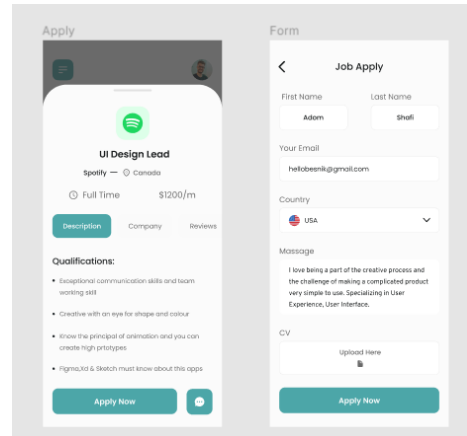 Apply
UI Design Lead
Spotify — Canada
Full Time $1200/m
Description Company Reviews
Qualifications:
Exceptional communication skills and team
working skill
Creative with an eye for shape and colour
Know the principal of animation and you can
create high prtotypes
Figma,Xd & Sketch must know about this apps
Apply Now
Form
Job Apply
First Name Last Name
Adom Shafi
Your Email
hellobesnik@gmail.com
Country
USA
Massage
I love being a part of the creative process and
the challenge of making a complicated product
very simple to use. Specializing in User
Experience, User Interface.
CV
Upload Here
Apply Now